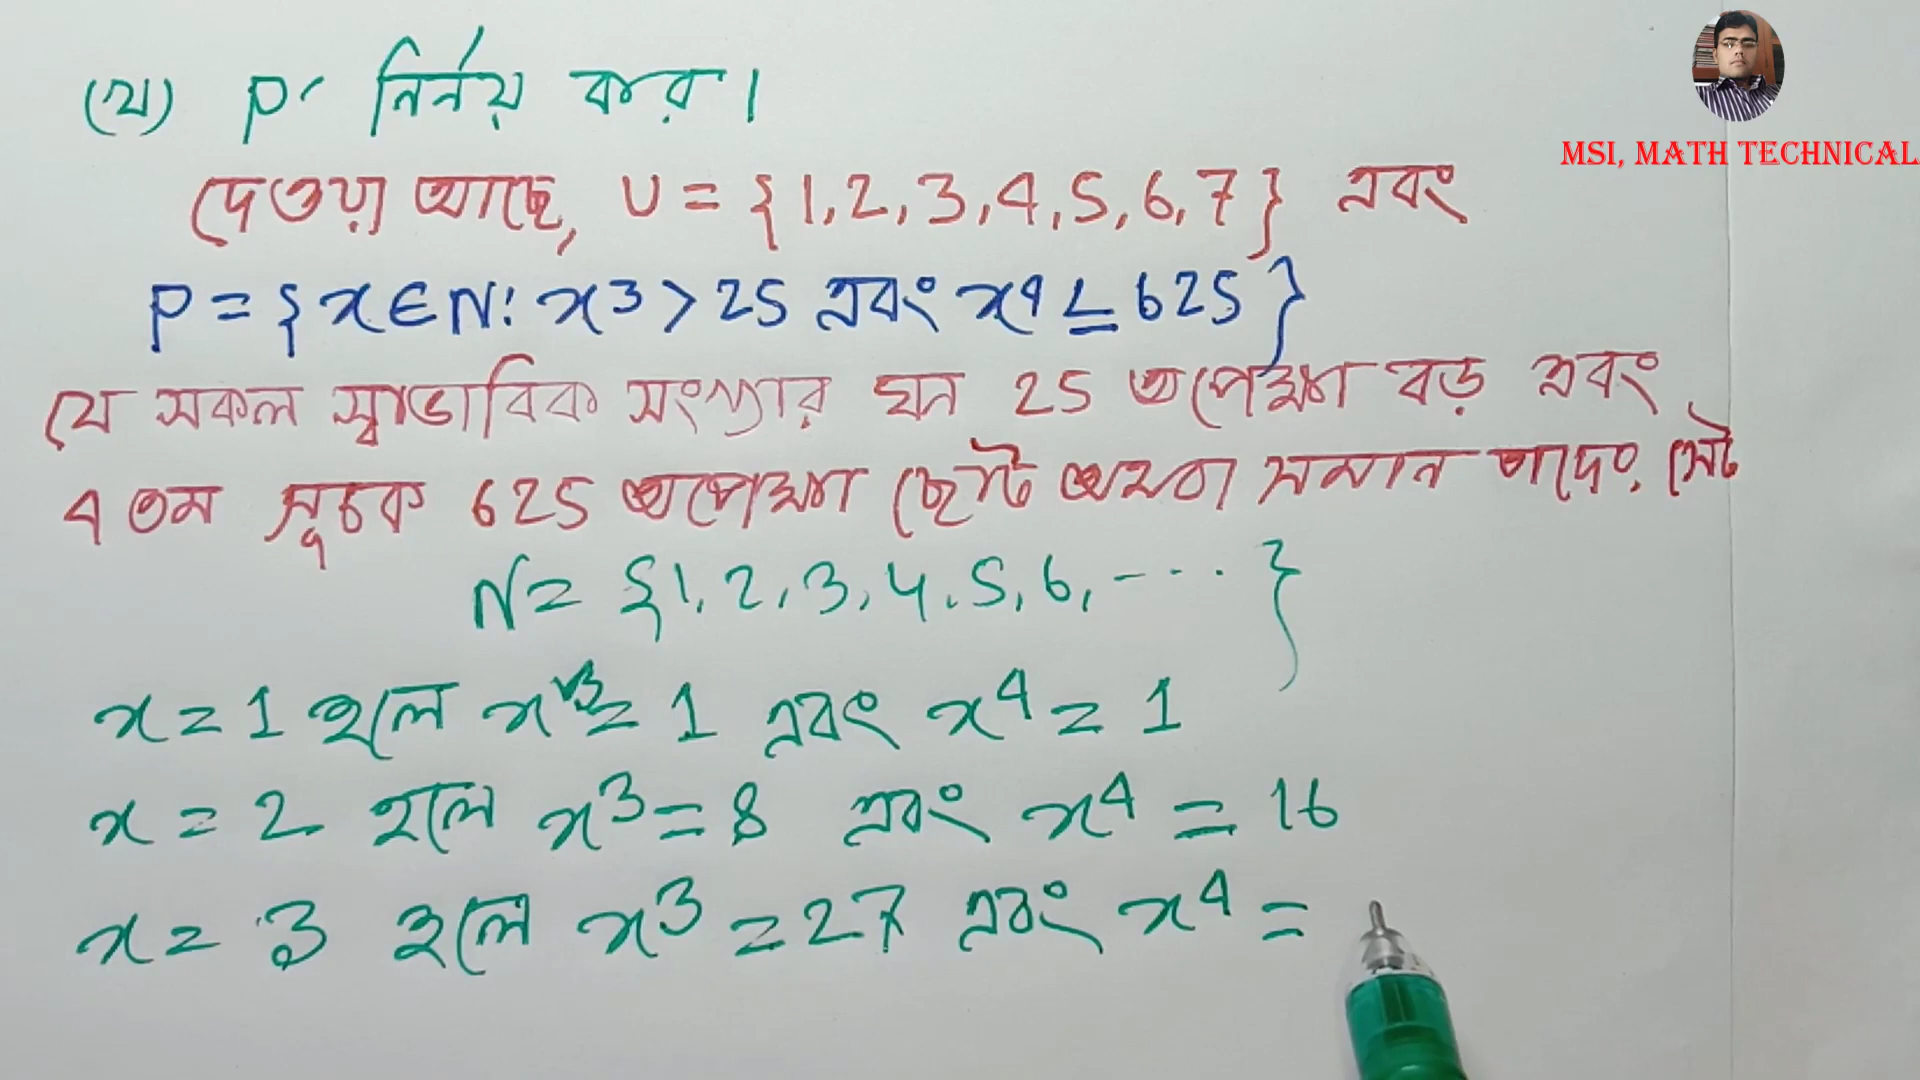 (খ) P′ নির্নয় কর।
MSI, MATH TECHNICAL
দেওয়া আছে, U = {1,2,3,4,5,6,7} এবং
P = {x∈N: x³ > 25 এবং x⁴ ≤ 625}
যে সকল স্বাভাবিক সংখ্যার ঘন 25 অপেক্ষা বড় এবং
4 তম সূচক 625 অপেক্ষা ছোট অথবা সমান তাদের সেট
N = {1,2,3,4,5,6,----}
x = 1 হলে x³ = 1 এবং x⁴ = 1
x = 2 হলে x³ = 8 এবং x⁴ = 16
x = 3 হলে x³ = 27 এবং x⁴ =